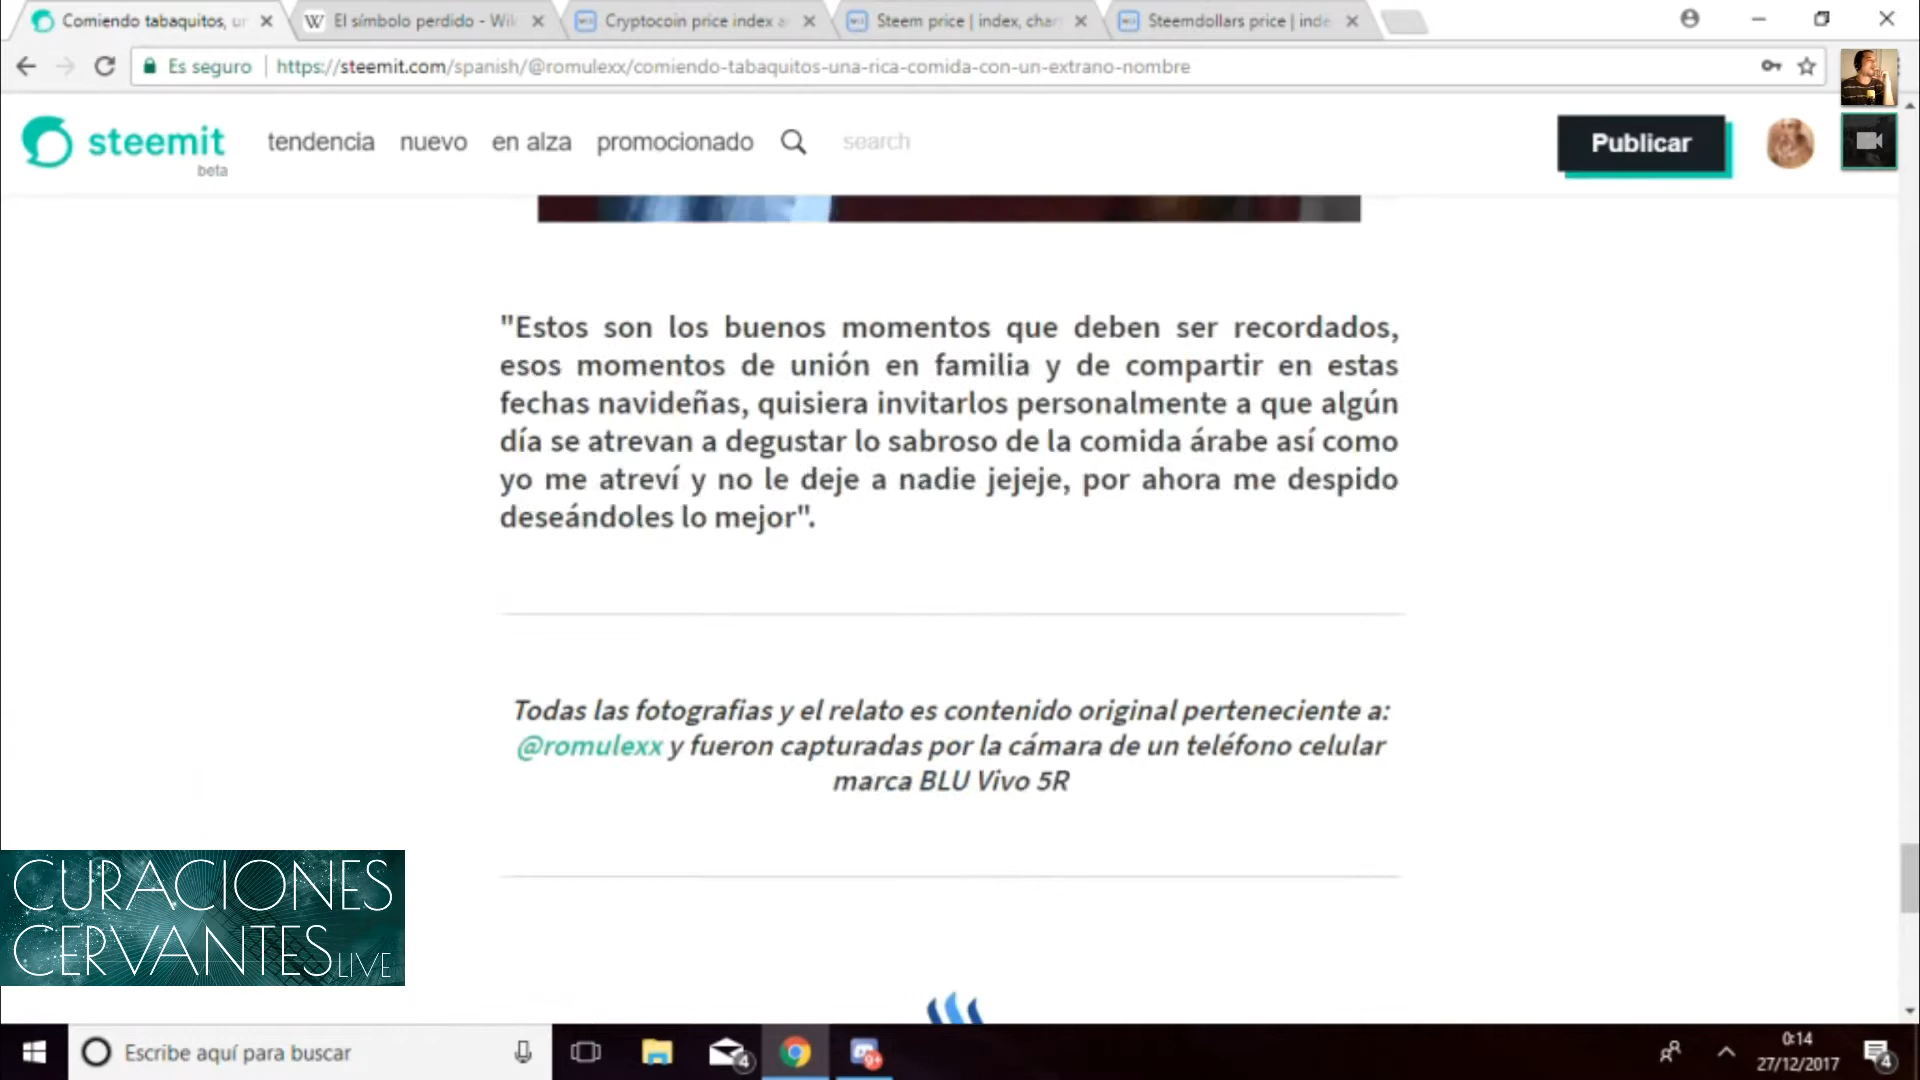 Comiendo tabaquitos, ur
El símbolo perdido - Wik
Cryptocoin price index a
Steem price | index, char
Steemdollars price | inde
Es seguro | https://steemit.com/spanish/@romulexx/comiendo-tabaquitos-una-rica-comida-con-un-extrano-nombre
steemit
beta
tendencia nuevo en alza promocionado search
Publicar
"Estos son los buenos momentos que deben ser recordados,
esos momentos de unión en familia y de compartir en estas
fechas navideñas, quisiera invitarlos personalmente a que algún
día se atrevan a degustar lo sabroso de la comida árabe así como
yo me atreví y no le deje a nadie jejeje, por ahora me despido
deseándoles lo mejor".
Todas las fotografias y el relato es contenido original perteneciente a:
@romulexx y fueron capturadas por la cámara de un teléfono celular
marca BLU Vivo 5R
CURACIONES
CERVANTES LIVE
Escribe aquí para buscar
4
9+
0:14
27/12/2017
4